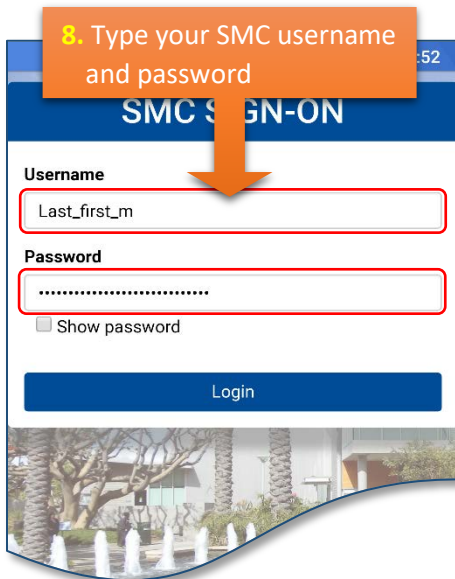 8. Type your SMC username
and password
:52
SMC S GN-ON
Username
Last_first_m
Password
•••••••••••••••••••••••••••••
Show password
Login